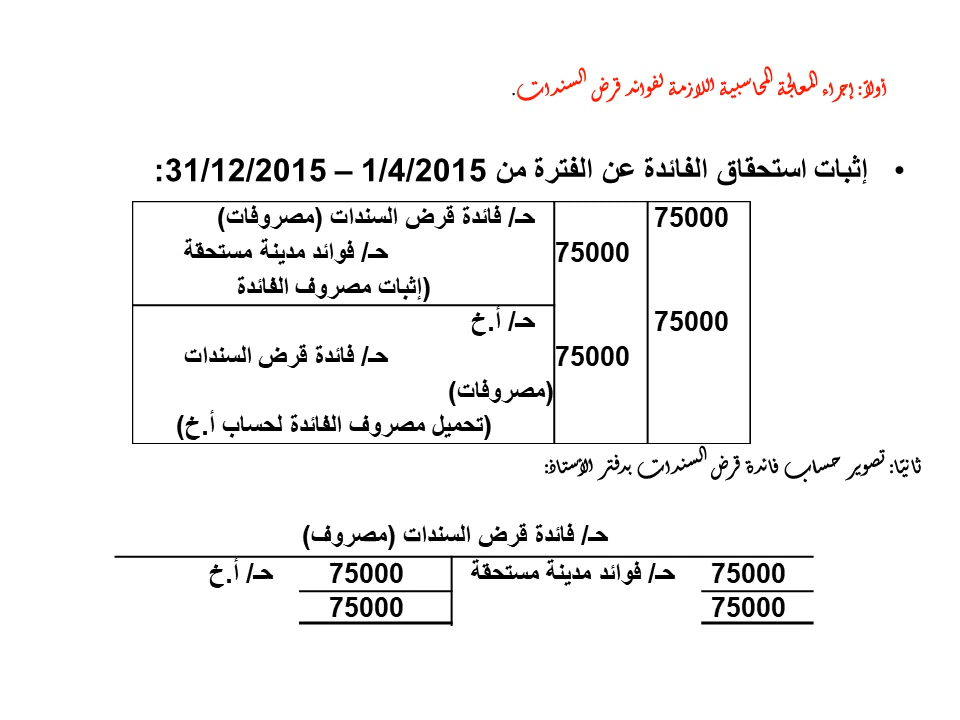 أولاً: إجراء المعالجة المحاسبية اللازمة لفوائد قرض السندات.
• إثبات استحقاق الفائدة عن الفترة من 1/4/2015 – 31/12/2015:
75000 حـ/ فائدة قرض السندات (مصروفات)
75000 حـ/ فوائد مدينة مستحقة
(إثبات مصروف الفائدة
75000 حـ/ أ.خ
75000 حـ/ فائدة قرض السندات
(مصروفات)
(تحميل مصروف الفائدة لحساب أ.خ)
ثانيًا: تصوير حساب فائدة قرض السندات بدفتر الأستاذ:
حـ/ فائدة قرض السندات (مصروف)
75000 حـ/ فوائد مدينة مستحقة 75000 حـ/ أ.خ
75000 75000